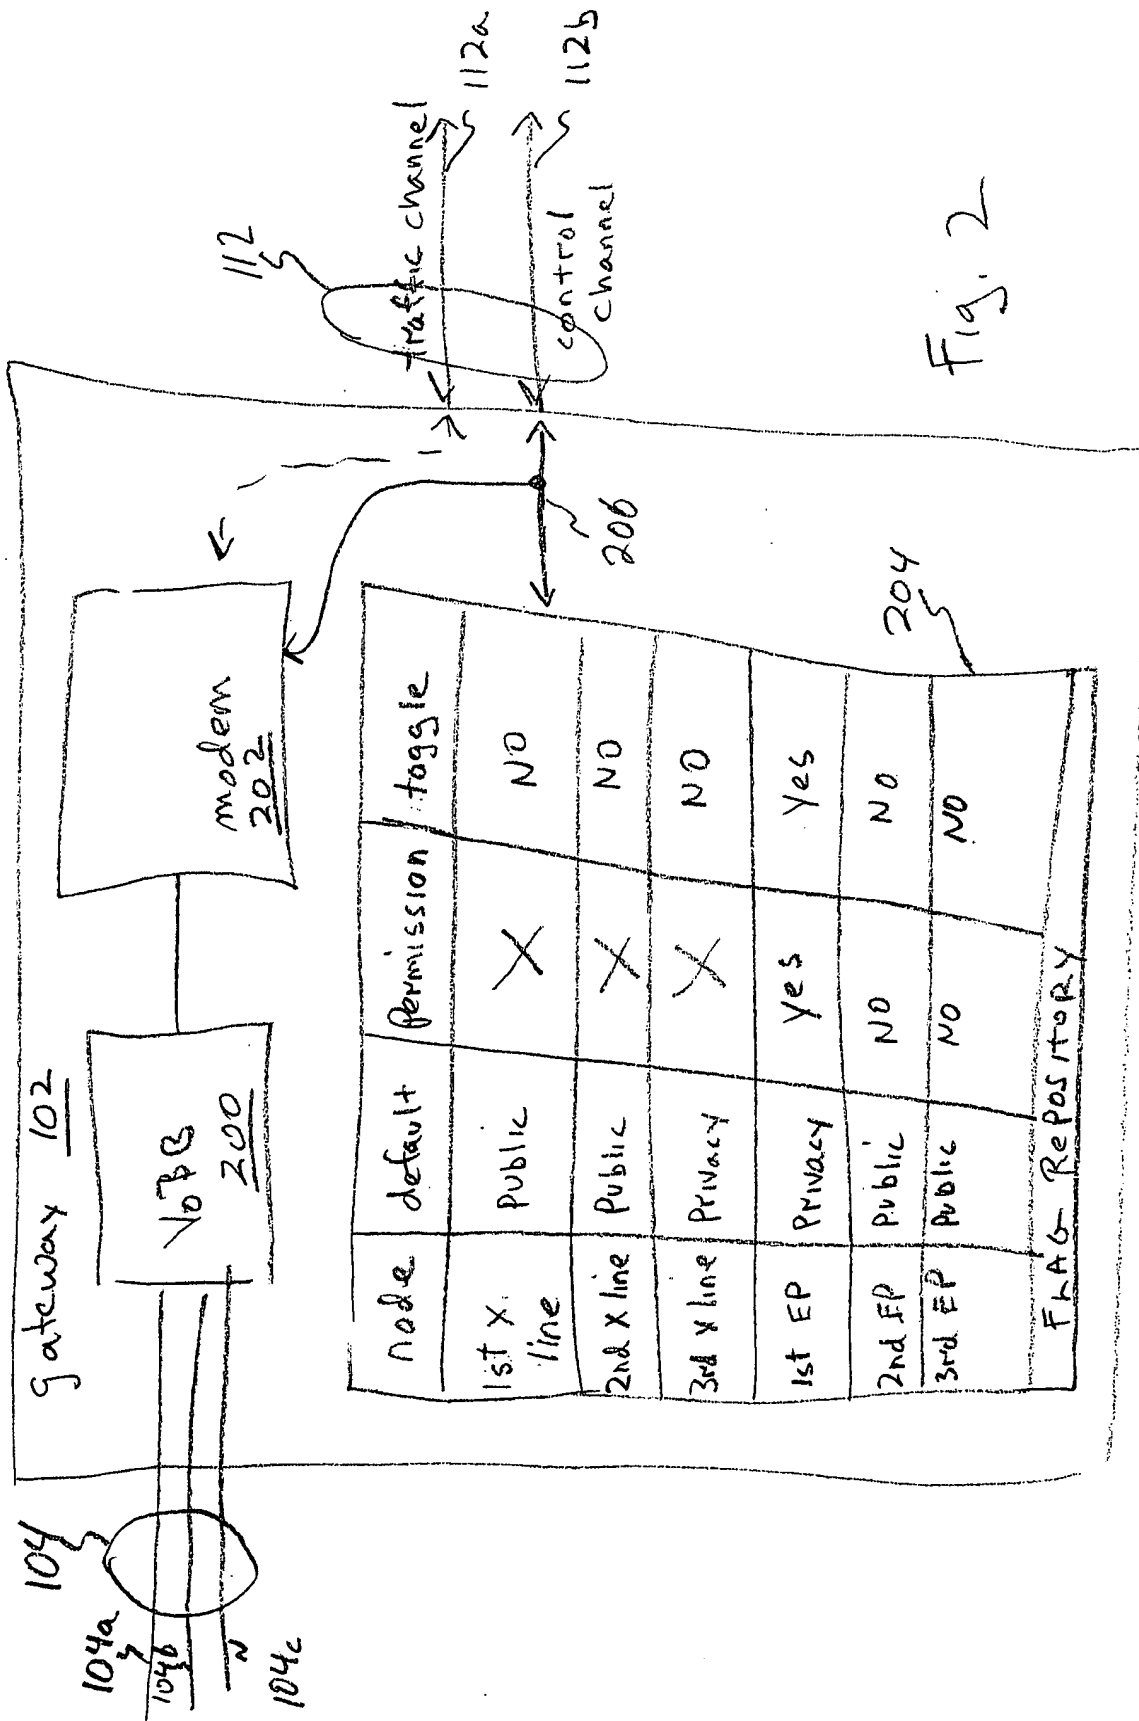 gateway 102
104
104a
104b
104c
VoBB
200
modem
202
112
traffic channel
112a
control
channel
112b
206
204
node default Permission toggle
1st X line Public X NO
2nd X line Public X NO
3rd X line Privacy X NO
1st EP Privacy Yes Yes
2nd EP Public NO NO
3rd EP Public NO NO
FLAG RePOSITORY
Fig. 2